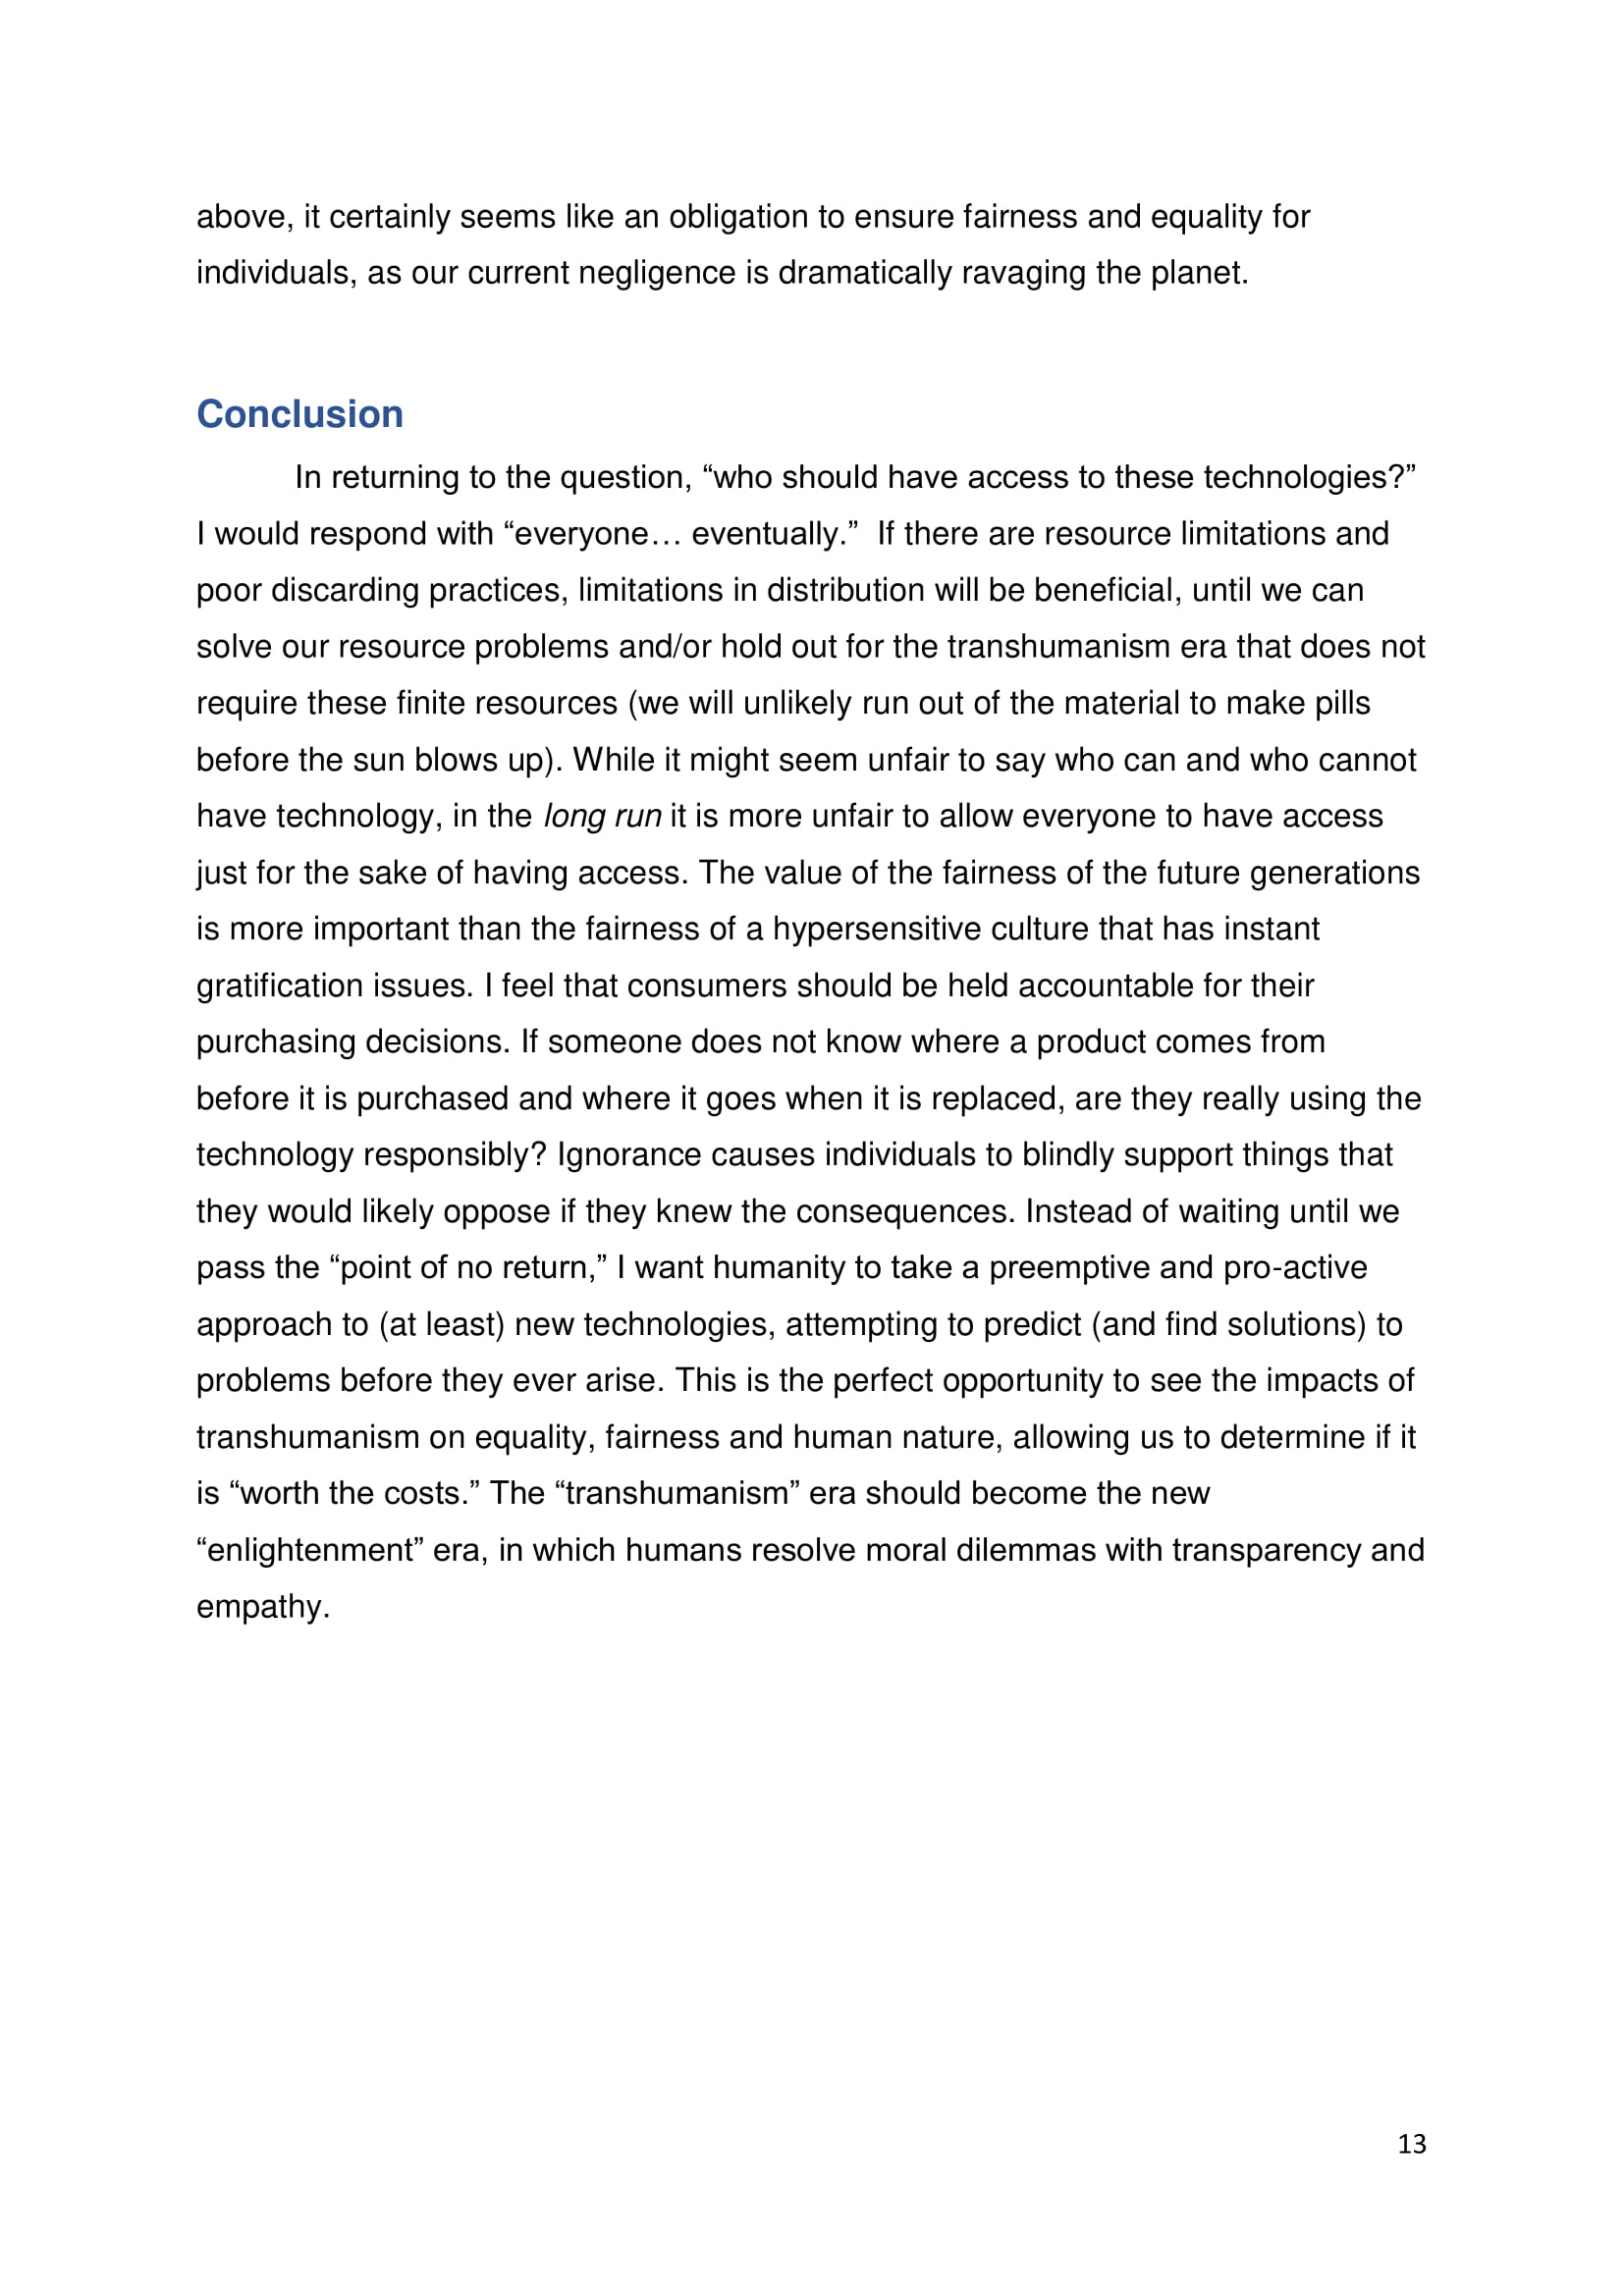 above, it certainly seems like an obligation to ensure fairness and equality for
individuals, as our current negligence is dramatically ravaging the planet.
Conclusion
In returning to the question, “who should have access to these technologies?”
I would respond with “everyone… eventually.”  If there are resource limitations and
poor discarding practices, limitations in distribution will be beneficial, until we can
solve our resource problems and/or hold out for the transhumanism era that does not
require these finite resources (we will unlikely run out of the material to make pills
before the sun blows up). While it might seem unfair to say who can and who cannot
have technology, in the long run it is more unfair to allow everyone to have access
just for the sake of having access. The value of the fairness of the future generations
is more important than the fairness of a hypersensitive culture that has instant
gratification issues. I feel that consumers should be held accountable for their
purchasing decisions. If someone does not know where a product comes from
before it is purchased and where it goes when it is replaced, are they really using the
technology responsibly? Ignorance causes individuals to blindly support things that
they would likely oppose if they knew the consequences. Instead of waiting until we
pass the “point of no return,” I want humanity to take a preemptive and pro-active
approach to (at least) new technologies, attempting to predict (and find solutions) to
problems before they ever arise. This is the perfect opportunity to see the impacts of
transhumanism on equality, fairness and human nature, allowing us to determine if it
is “worth the costs.” The “transhumanism” era should become the new
“enlightenment” era, in which humans resolve moral dilemmas with transparency and
empathy.
13